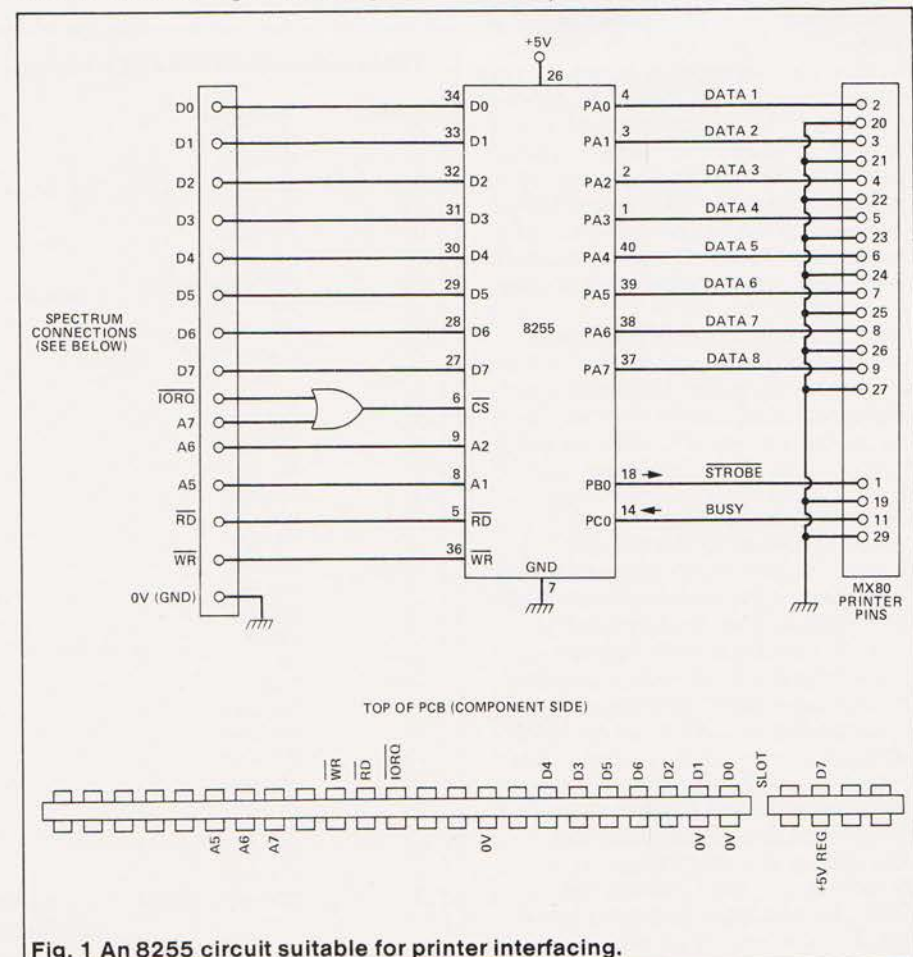 +5V
26
D0 34 D0 PA0 4 DATA 1 2
20
D1 33 D1 PA1 3 DATA 2 3
21
D2 32 D2 PA2 2 DATA 3 4
22
D3 31 D3 PA3 1 DATA 4 5
23
D4 30 D4 PA4 40 DATA 5 6
24
D5 29 D5 PA5 39 DATA 6 7
25
SPECTRUM
CONNECTIONS
(SEE BELOW)
D6 28 D6 8255 PA6 38 DATA 7 8
26
D7 27 D7 PA7 37 DATA 8 9
27
IORQ 6 CS
A7
A6 9 A2
A5 8 A1 PB0 18 STROBE 1
19
RD 5 RD PC0 14 BUSY 11
29
WR 36 WR
GND
7
0V (GND)
MX80
PRINTER
PINS
TOP OF PCB (COMPONENT SIDE)
WR RD IORQ D4 D3 D5 D6 D2 D1 D0 SLOT D7
A5 A6 A7 0V 0V 0V +5V REG
Fig. 1 An 8255 circuit suitable for printer interfacing.